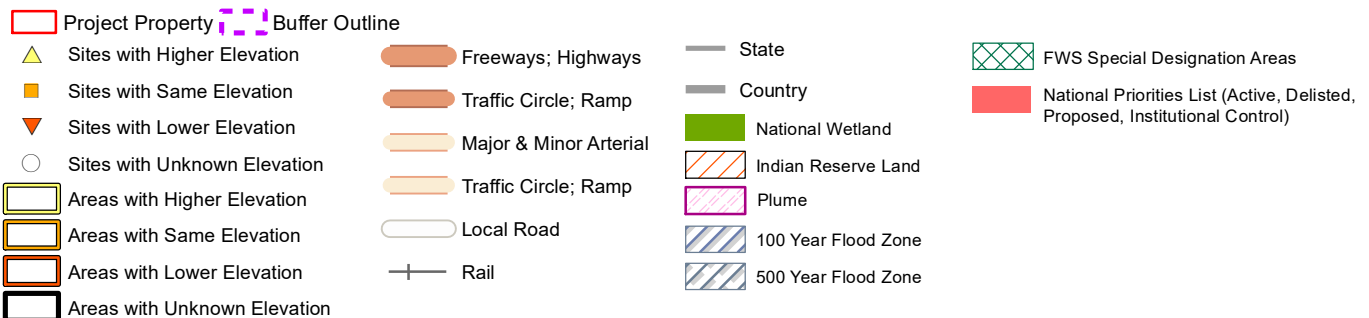 Project Property
Buffer Outline
Sites with Higher Elevation
Sites with Same Elevation
Sites with Lower Elevation
Sites with Unknown Elevation
Areas with Higher Elevation
Areas with Same Elevation
Areas with Lower Elevation
Areas with Unknown Elevation
Freeways; Highways
Traffic Circle; Ramp
Major & Minor Arterial
Traffic Circle; Ramp
Local Road
Rail
State
Country
National Wetland
Indian Reserve Land
Plume
100 Year Flood Zone
500 Year Flood Zone
FWS Special Designation Areas
National Priorities List (Active, Delisted,
Proposed, Institutional Control)